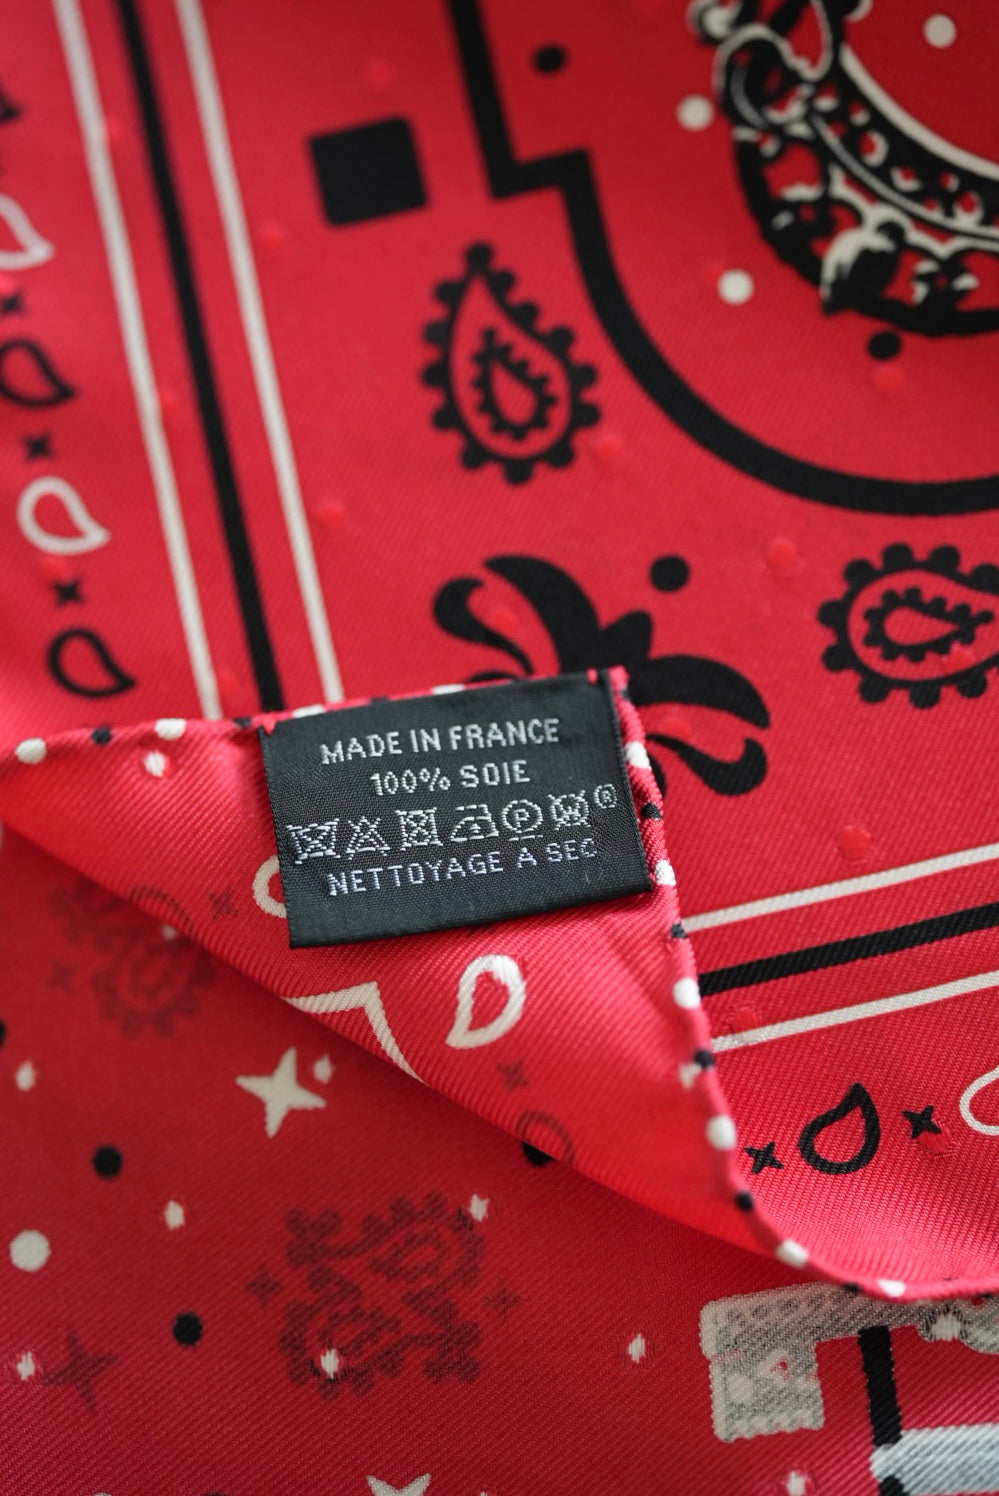 MADE IN FRANCE
100% SOIE
P ®
NETTOYAGE A SEC